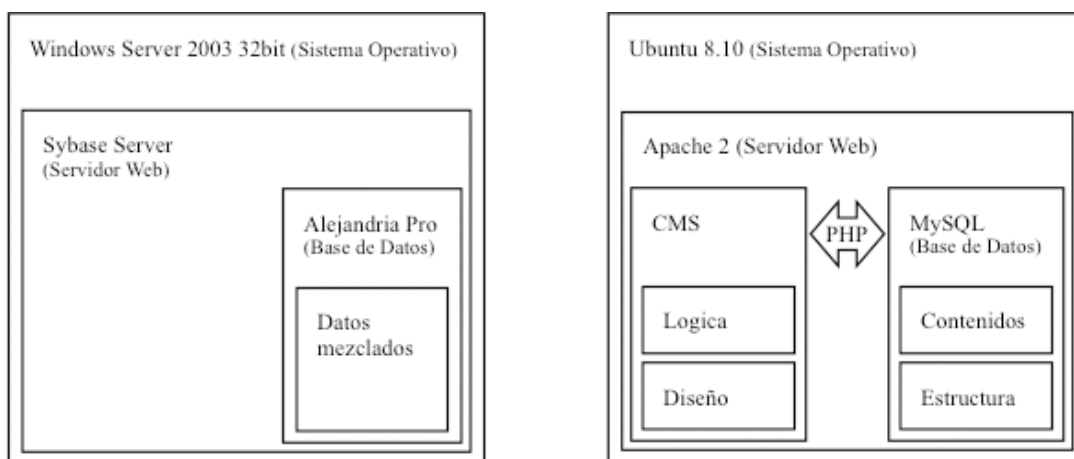 Windows Server 2003 32bit (Sistema Operativo)
Sybase Server
(Servidor Web)
Alejandria Pro
(Base de Datos)
Datos
mezclados
Ubuntu 8.10 (Sistema Operativo)
Apache 2 (Servidor Web)
CMS
PHP
MySQL
(Base de Datos)
Logica
Contenidos
Diseño
Estructura